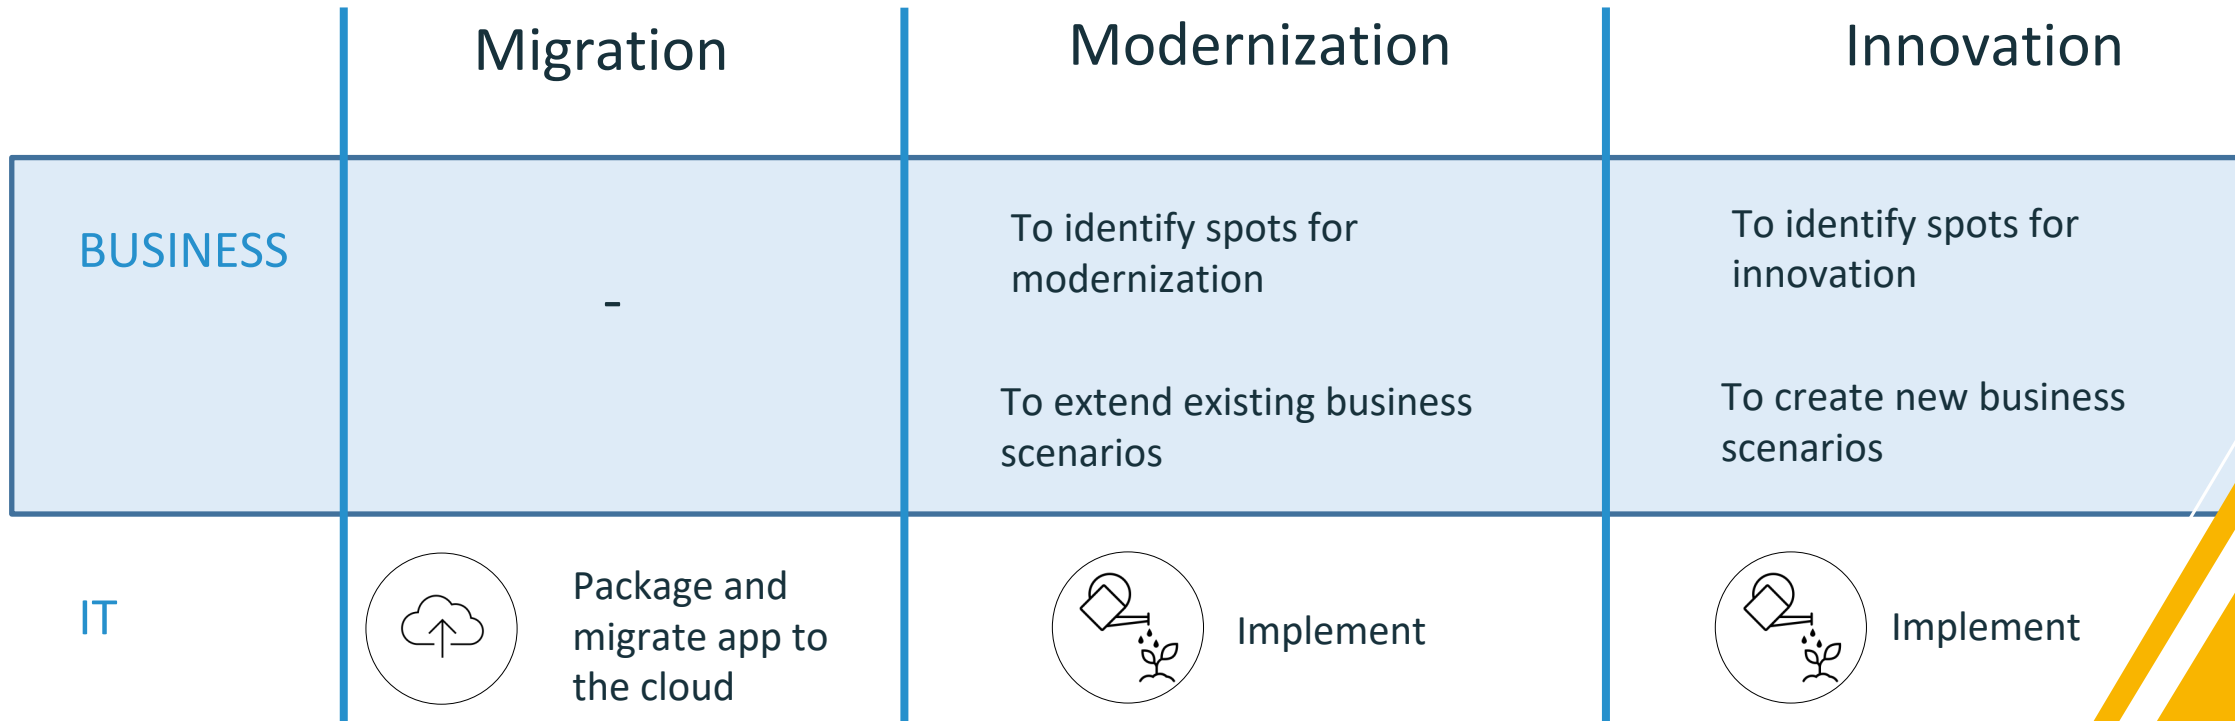 Migration
Modernization
Innovation
BUSINESS
-
To identify spots for
modernization
To extend existing business
scenarios
To identify spots for
innovation
To create new business
scenarios
IT
Package and
migrate app to
the cloud
Implement
Implement